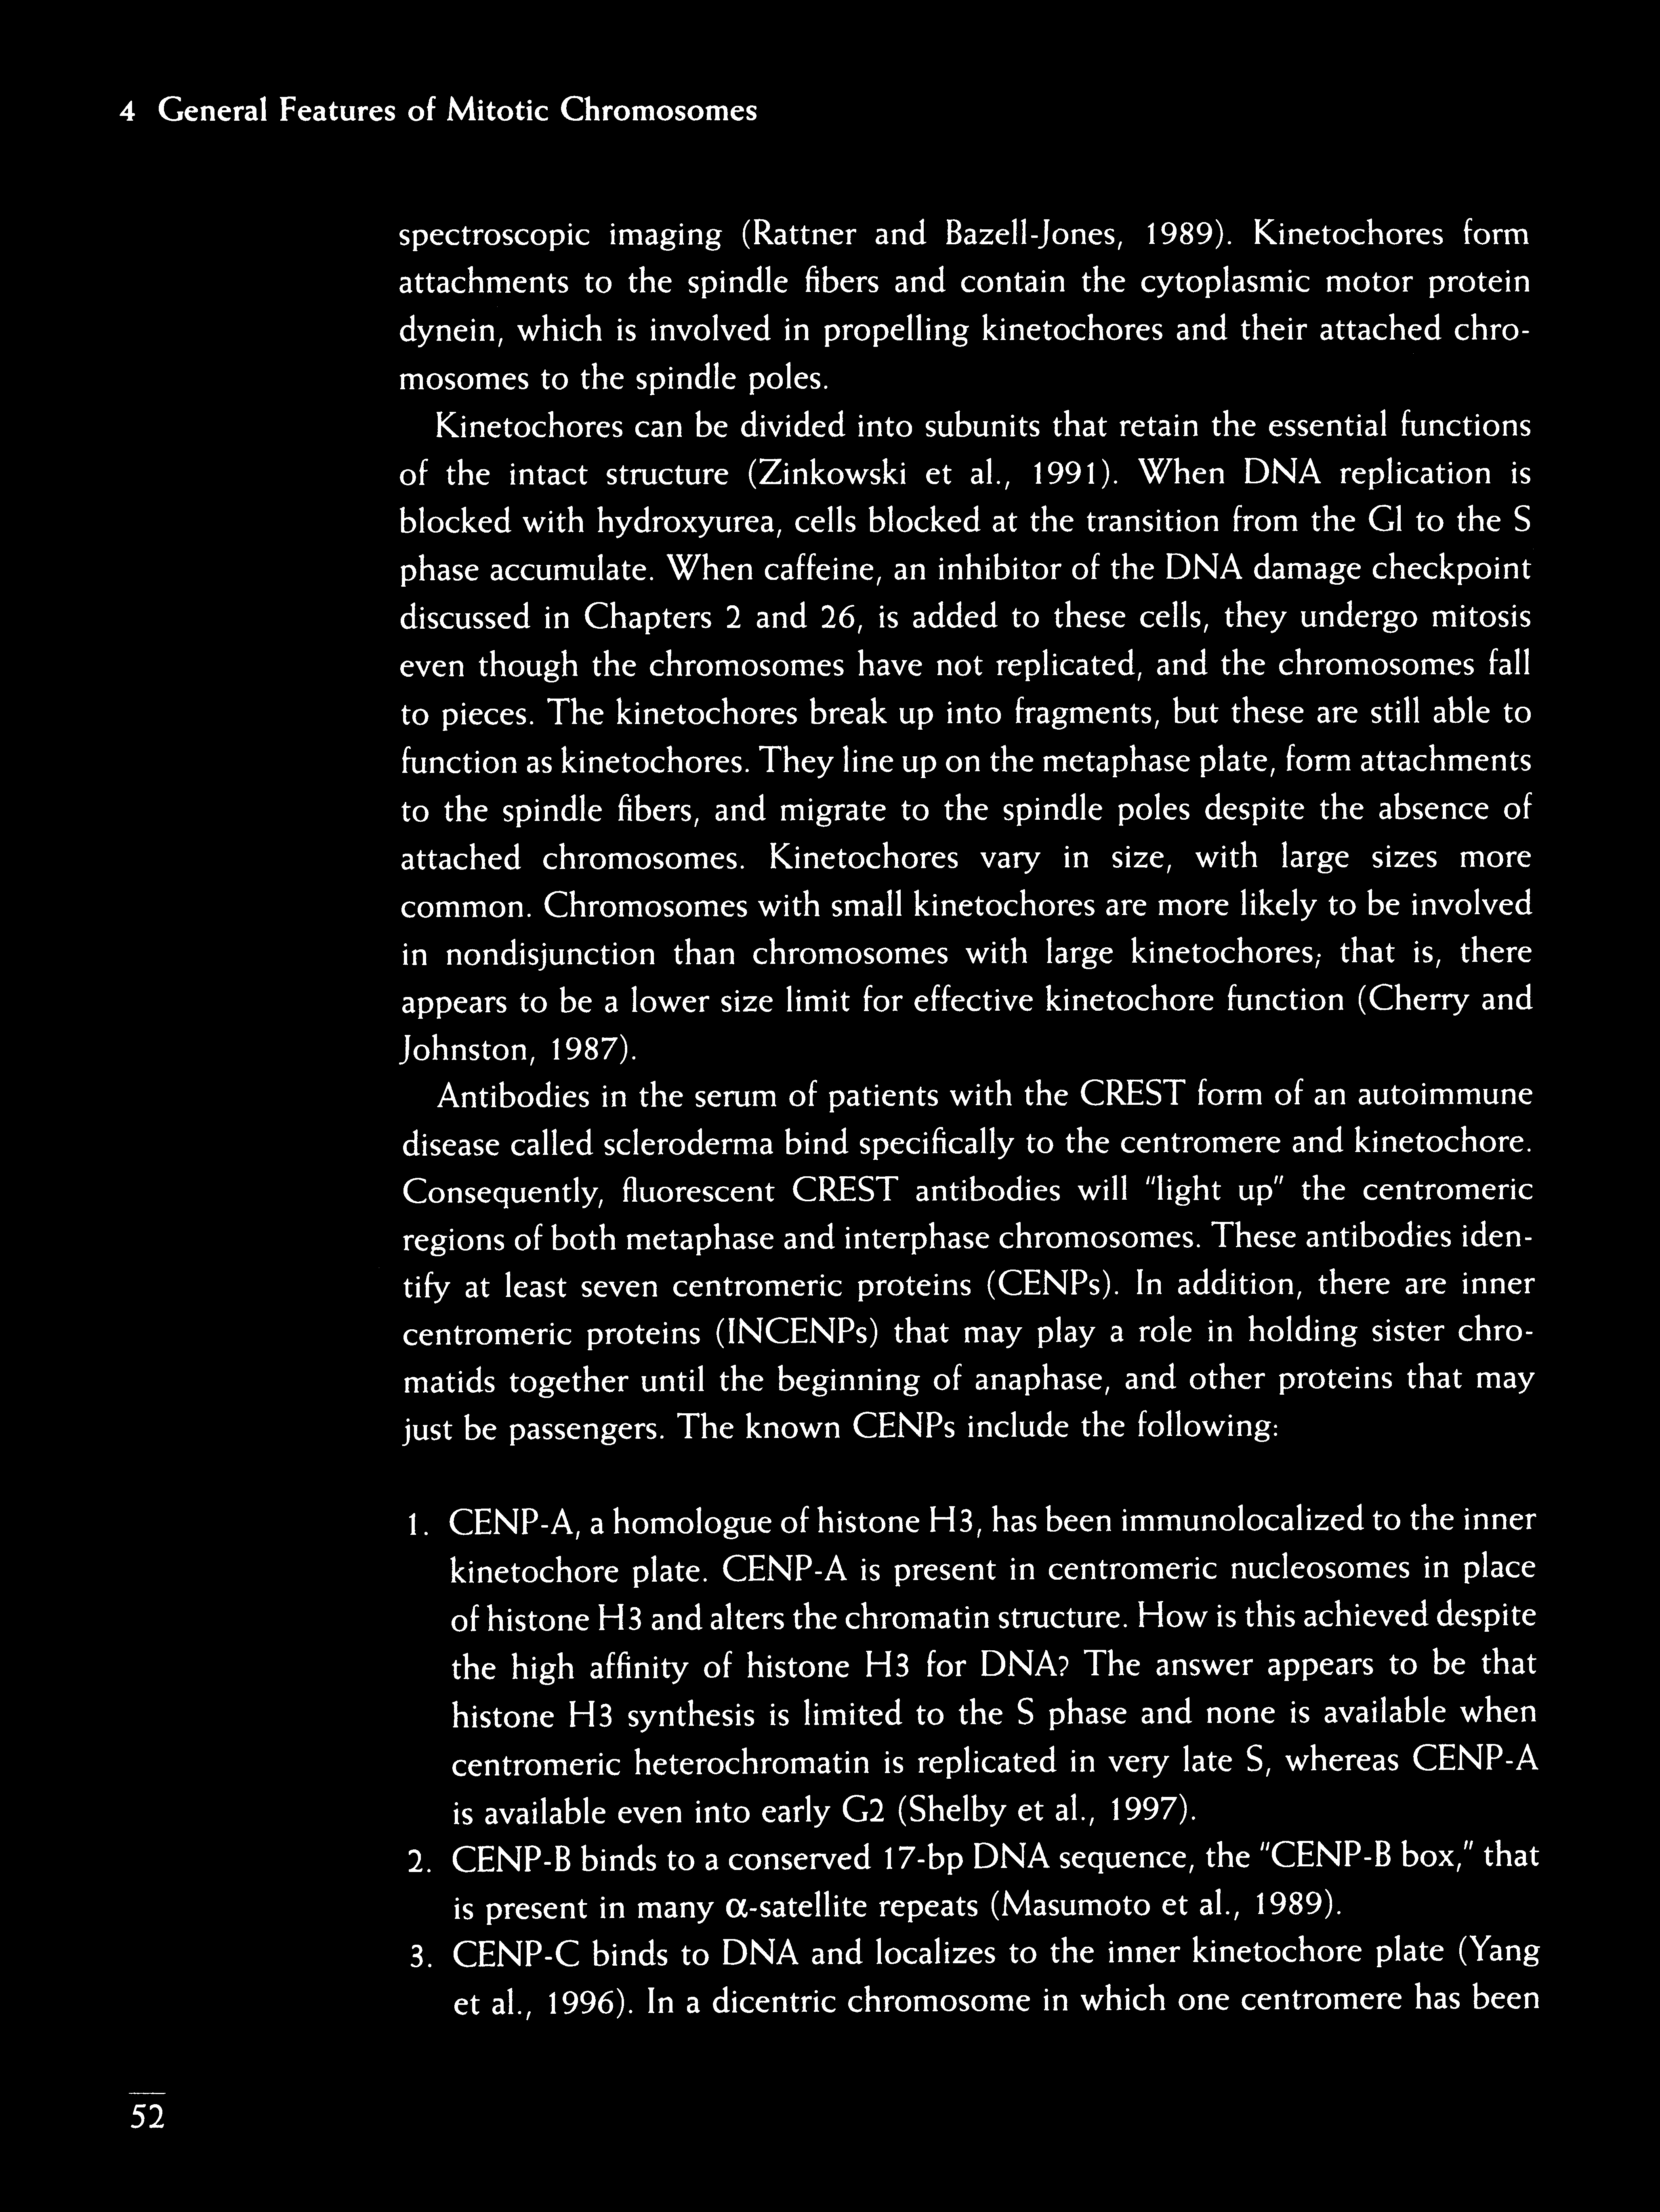 4 General Features of Mitotic Chromosomes
spectroscopic imaging (Rattner and Bazell-Jones, 1989). Kinetochores form
attachments to the spindle fibers and contain the cytoplasmic motor protein
dynein, which is involved in propelling kinetochores and their attached chro-
mosomes to the spindle poles.
Kinetochores can be divided into subunits that retain the essential functions
of the intact structure (Zinkowski et al., 1991). When DNA replication is
blocked with hydroxyurea, cells blocked at the transition from the G1 to the S
phase accumulate. When caffeine, an inhibitor of the DNA damage checkpoint
discussed in Chapters 2 and 26, is added to these cells, they undergo mitosis
even though the chromosomes have not replicated, and the chromosomes fall
to pieces. The kinetochores break up into fragments, but these are still able to
function as kinetochores. They line up on the metaphase plate, form attachments
to the spindle fibers, and migrate to the spindle poles despite the absence of
attached chromosomes. Kinetochores vary in size, with large sizes more
common. Chromosomes with small kinetochores are more likely to be involved
in nondisjunction than chromosomes with large kinetochores; that is, there
appears to be a lower size limit for effective kinetochore function (Cherry and
Johnston, 1987).
Antibodies in the serum of patients with the CREST form of an autoimmune
disease called scleroderma bind specifically to the centromere and kinetochore.
Consequently, fluorescent CREST antibodies will "light up" the centromeric
regions of both metaphase and interphase chromosomes. These antibodies iden-
tify at least seven centromeric proteins (CENPs). In addition, there are inner
centromeric proteins (INCENPs) that may play a role in holding sister chro-
matids together until the beginning of anaphase, and other proteins that may
just be passengers. The known CENPs include the following:
1. CENP-A, a homologue of histone H3, has been immunolocalized to the inner
kinetochore plate. CENP-A is present in centromeric nucleosomes in place
of histone H3 and alters the chromatin structure. How is this achieved despite
the high affinity of histone H3 for DNA? The answer appears to be that
histone H3 synthesis is limited to the S phase and none is available when
centromeric heterochromatin is replicated in very late S, whereas CENP-A
is available even into early G2 (Shelby et al., 1997).
2. CENP-B binds to a conserved 17-bp DNA sequence, the "CENP-B box," that
is present in many α-satellite repeats (Masumoto et al., 1989).
3. CENP-C binds to DNA and localizes to the inner kinetochore plate (Yang
et al., 1996). In a dicentric chromosome in which one centromere has been
52